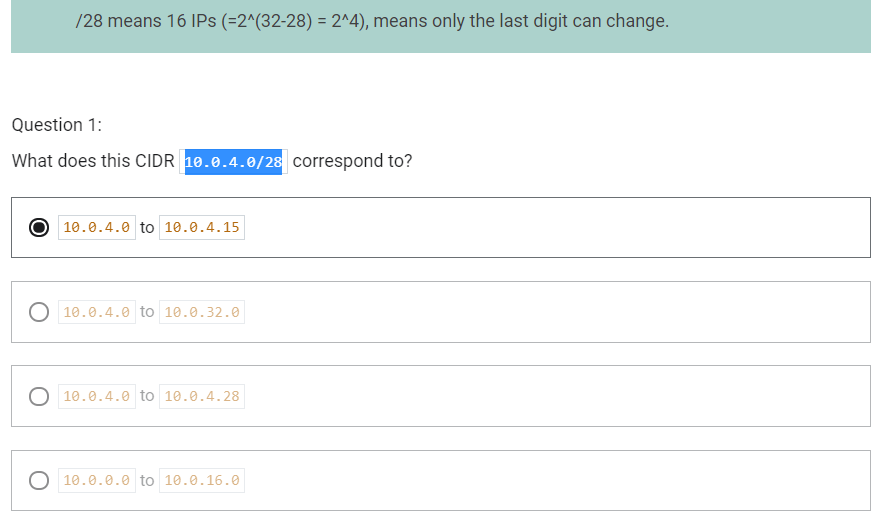 /28 means 16 IPs (=2^(32-28) = 2^4), means only the last digit can change.
Question 1:
What does this CIDR 10.0.4.0/28 correspond to?
10.0.4.0 to 10.0.4.15
10.0.4.0 to 10.0.32.0
10.0.4.0 to 10.0.4.28
10.0.0.0 to 10.0.16.0